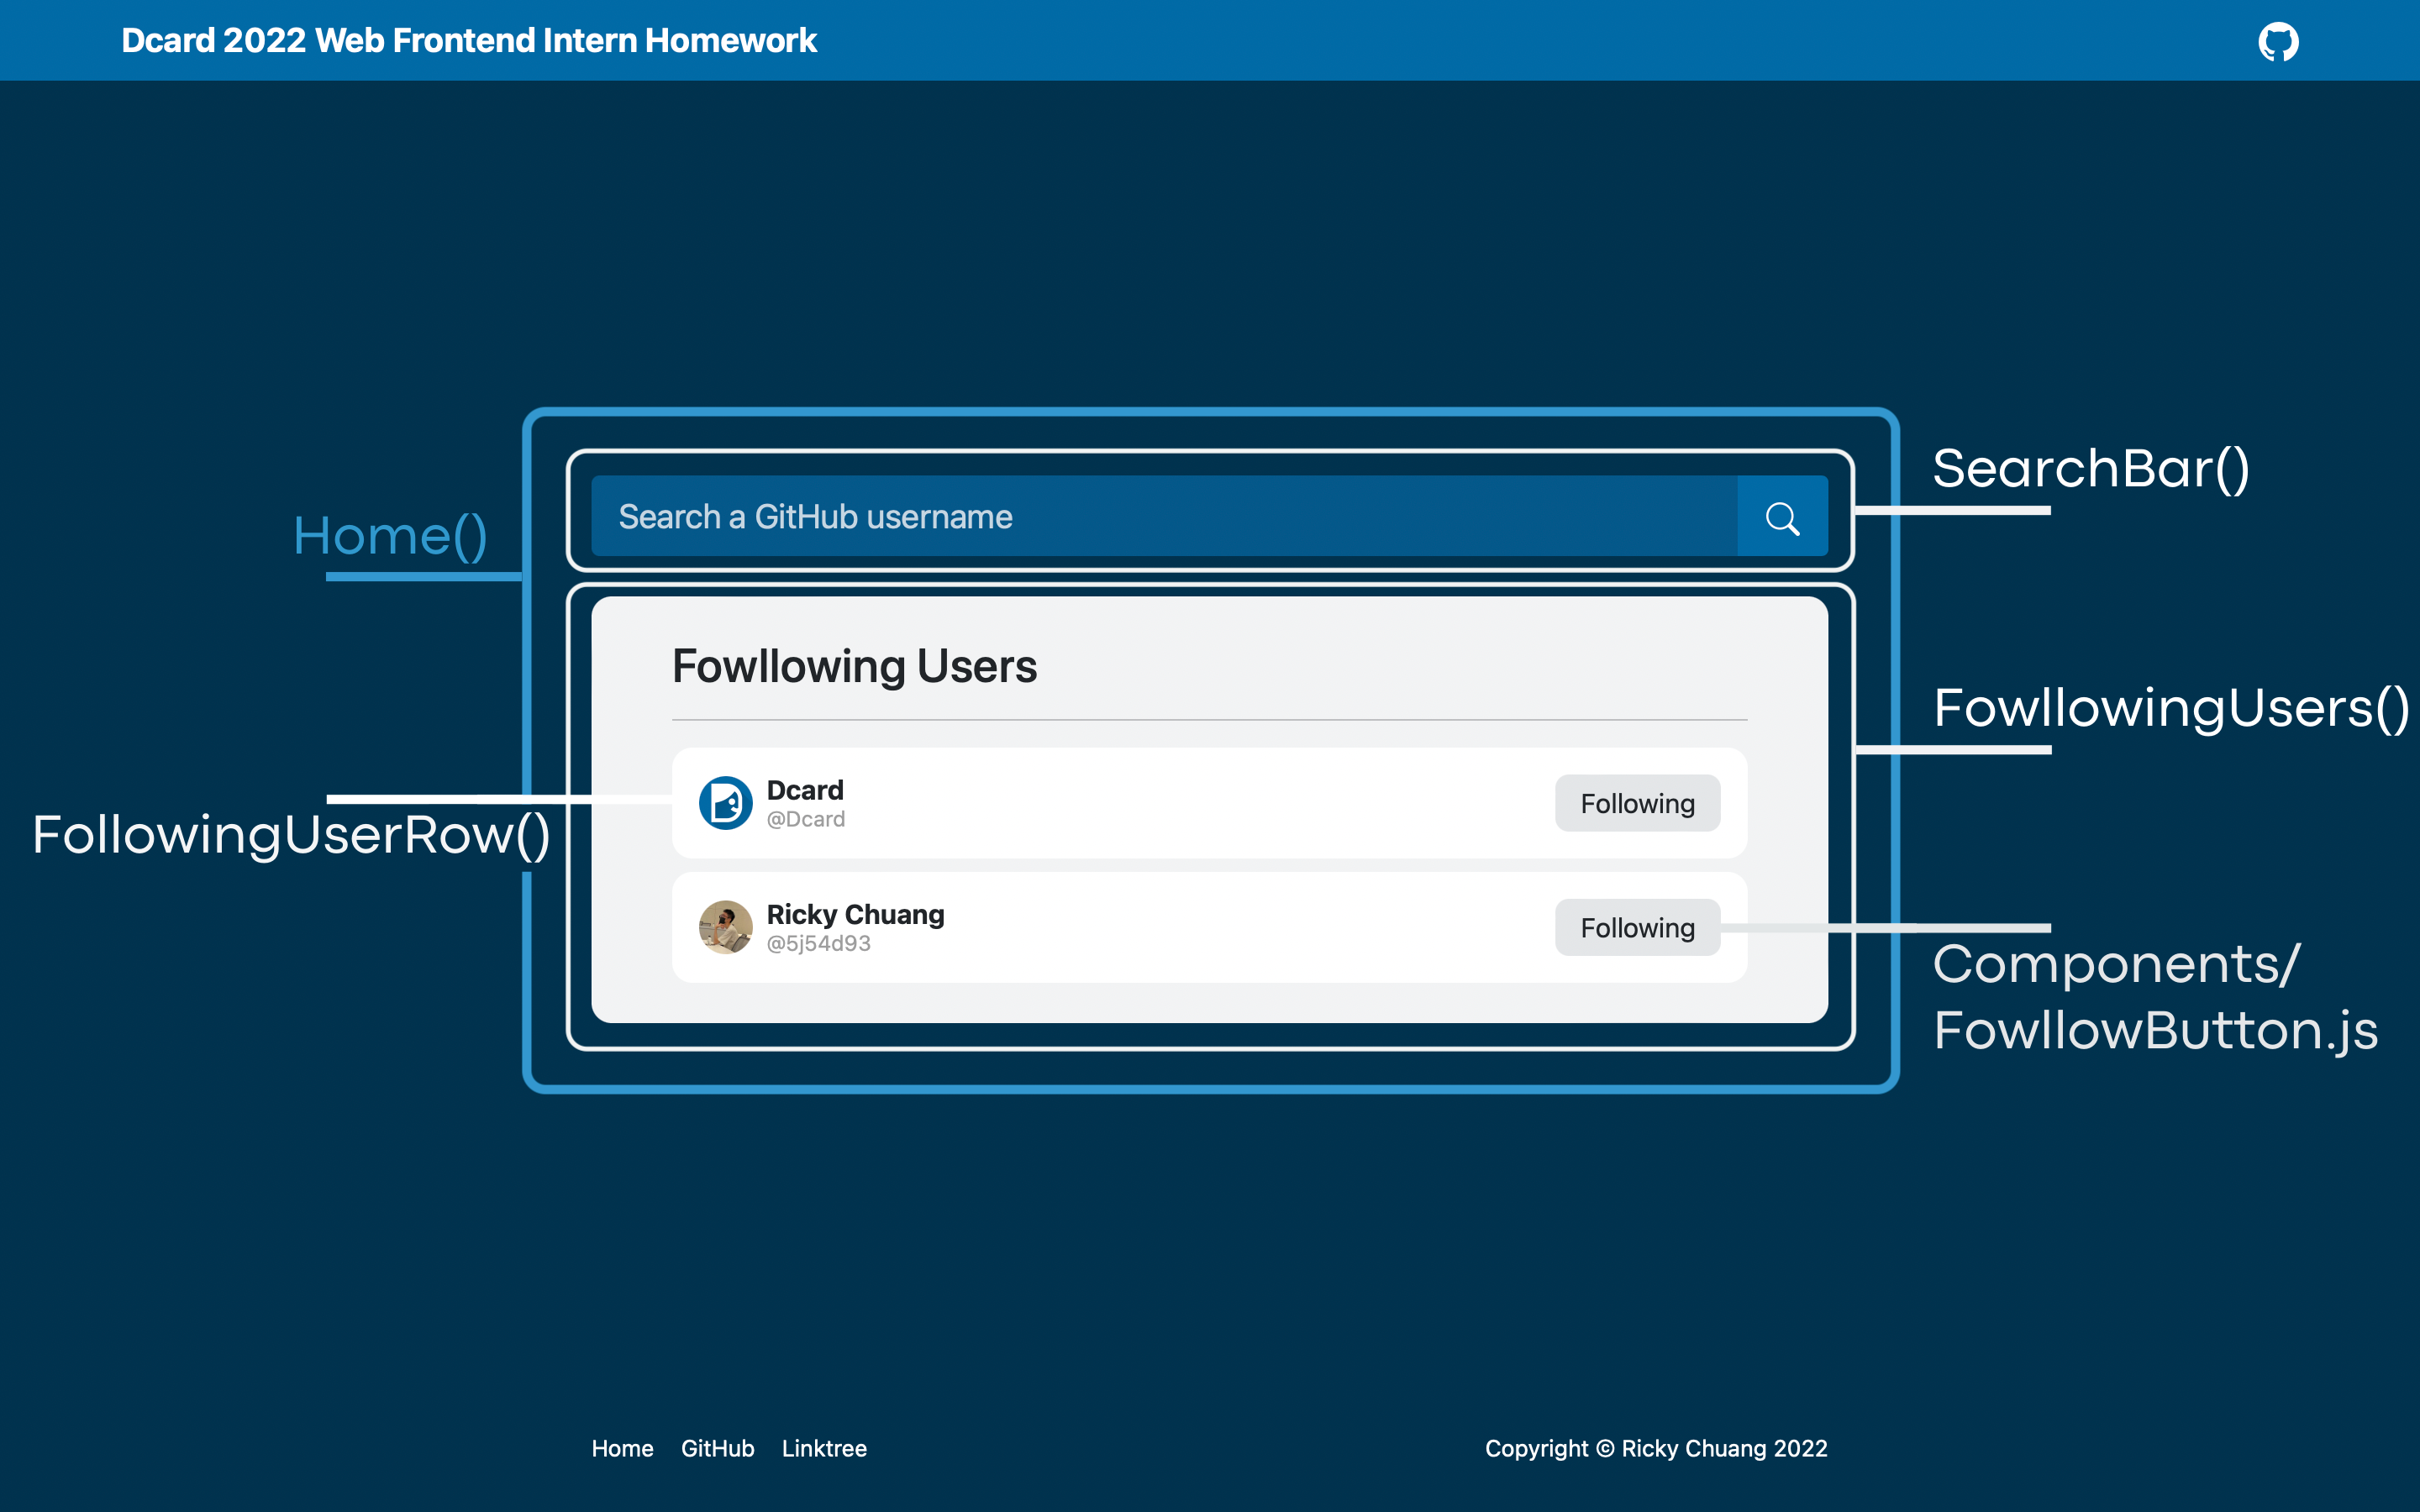 Dcard 2022 Web Frontend Intern Homework
SearchBar()
Home()
Search a GitHub username
Fowllowing Users
FowllowingUsers()
Dcard
@Dcard
Following
FollowingUserRow()
Ricky Chuang
@5j54d93
Following
Components/
FowllowButton.js
Home GitHub Linktree
Copyright © Ricky Chuang 2022